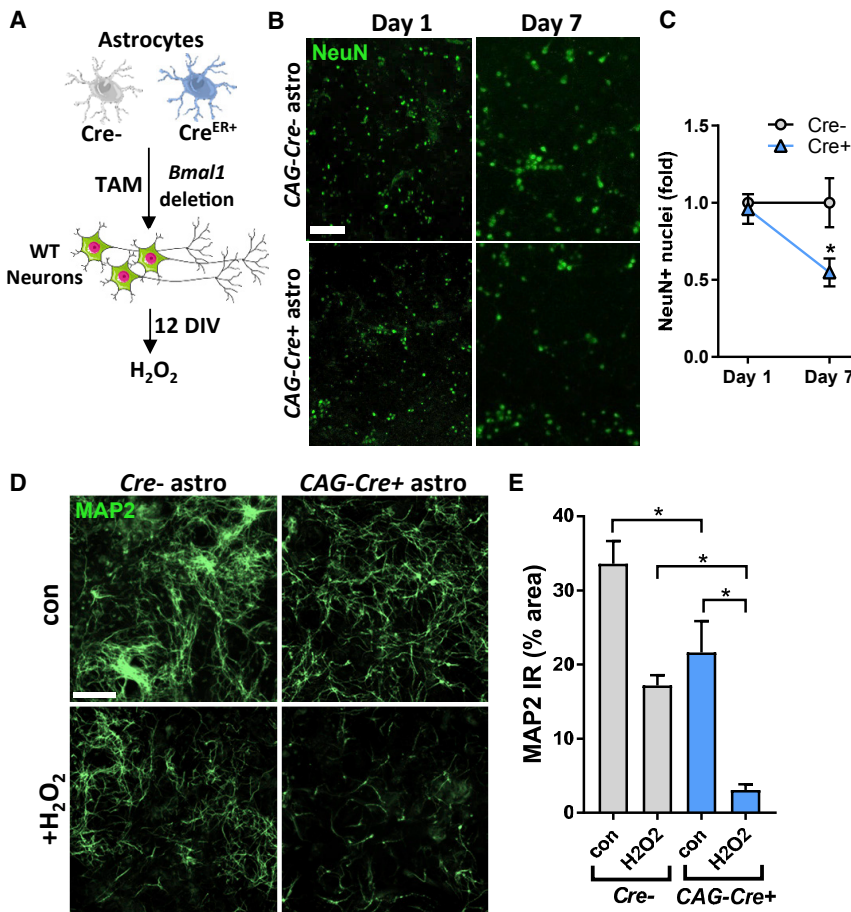 A
Astrocytes
Cre-
Cre^ER+
TAM
Bmal1
deletion
WT
Neurons
12 DIV
H₂O₂
B
Day 1
Day 7
NeuN
CAG-Cre- astro
CAG-Cre+ astro
C
Cre-
Cre+
NeuN+ nuclei (fold)
1.5
1.0
0.5
0.0
*
Day 1
Day 7
D
Cre- astro
CAG-Cre+ astro
MAP2
con
+H₂O₂
E
MAP2 IR (% area)
40
30
20
10
0
*
*
*
con
H2O2
con
H2O2
Cre-
CAG-Cre+